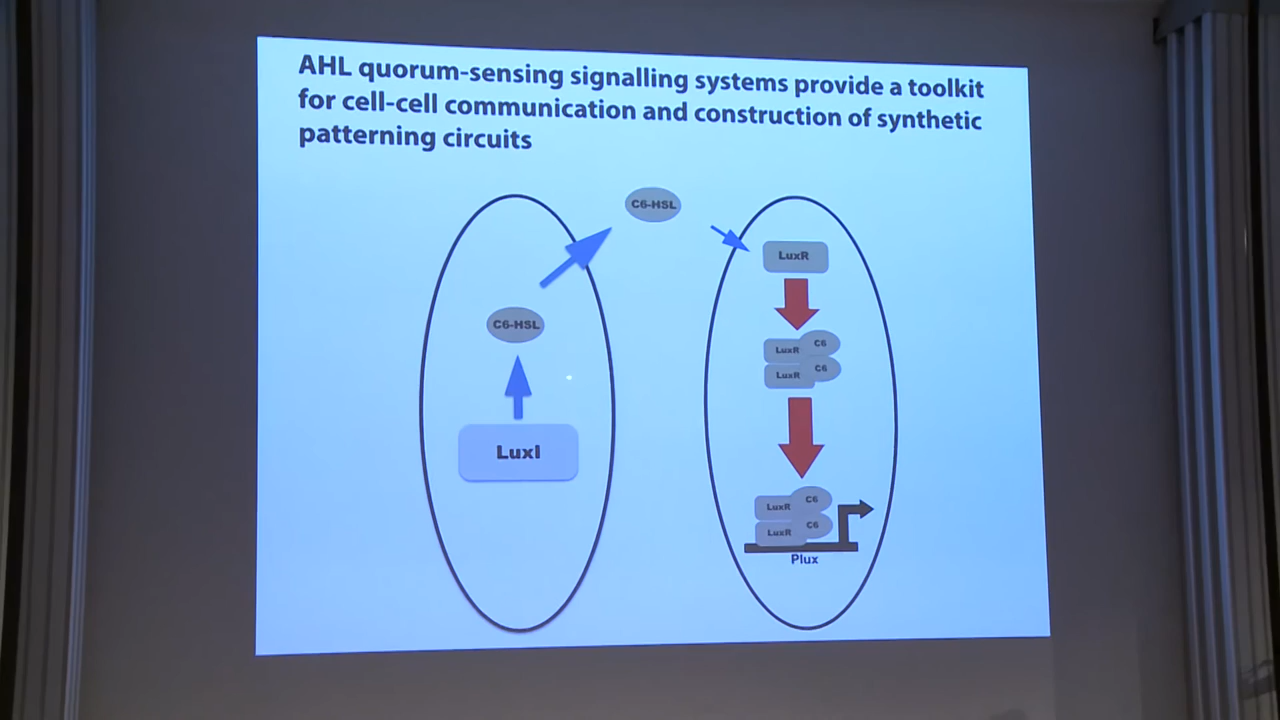 AHL quorum-sensing signalling systems provide a toolkit
for cell-cell communication and construction of synthetic
patterning circuits
C6-HSL
LuxR
C6-HSL
LuxR C6
LuxR C6
LuxI
LuxR C6
LuxR C6
Plux